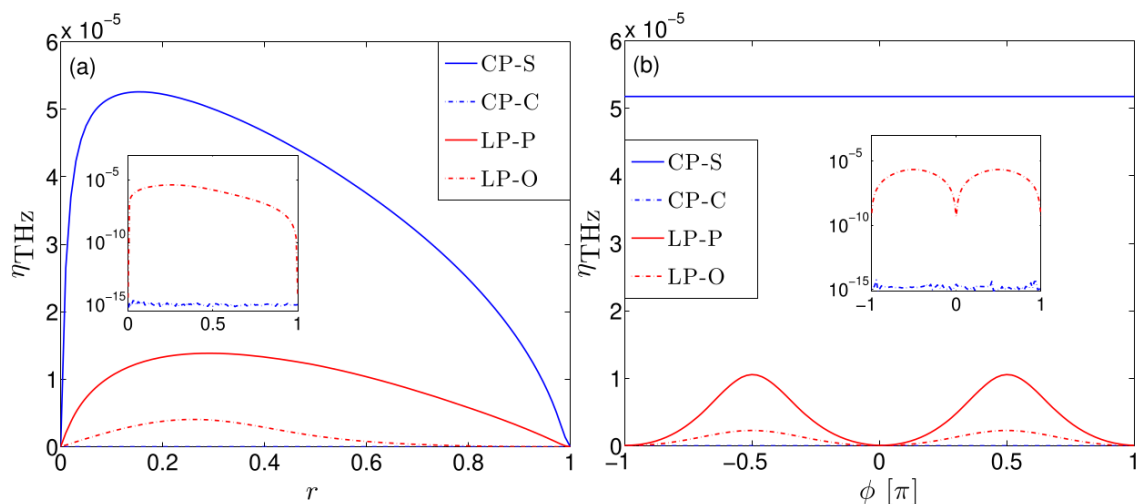 6 x 10⁻⁵
(a)
CP-S
CP-C
LP-P
LP-O
5
4
3
2
1
0
η_THz
10⁻⁵
10⁻¹⁰
10⁻¹⁵
0 0.5 1
0 0.2 0.4 0.6 0.8 1
r
6 x 10⁻⁵
(b)
5
4
3
2
1
0
η_THz
CP-S
CP-C
LP-P
LP-O
10⁻⁵
10⁻¹⁰
10⁻¹⁵
−1 0 1
−1 −0.5 0 0.5 1
ϕ [π]